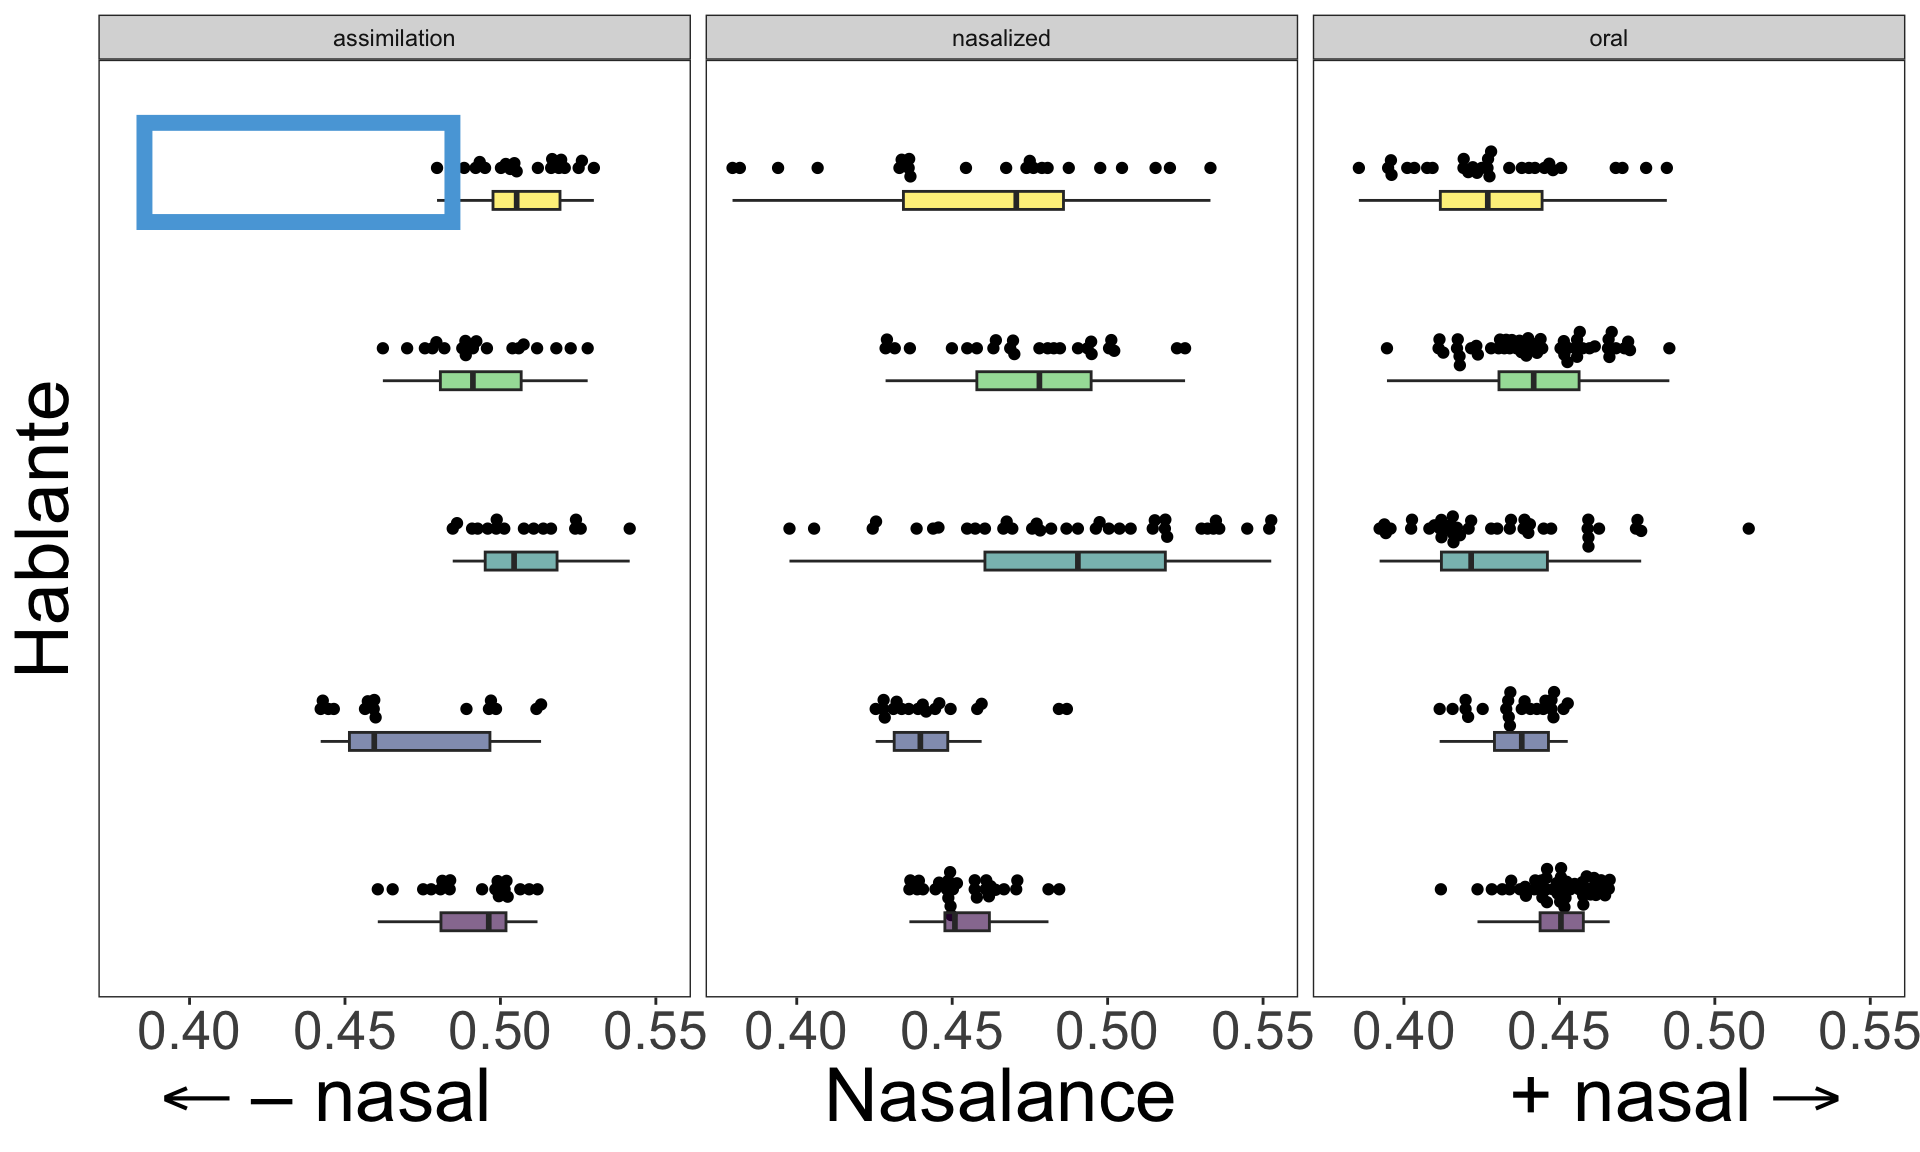 assimilation nasalized oral
Hablante
0.40 0.45 0.50 0.55 0.40 0.45 0.50 0.55 0.40 0.45 0.50 0.55
← – nasal Nasalance + nasal →